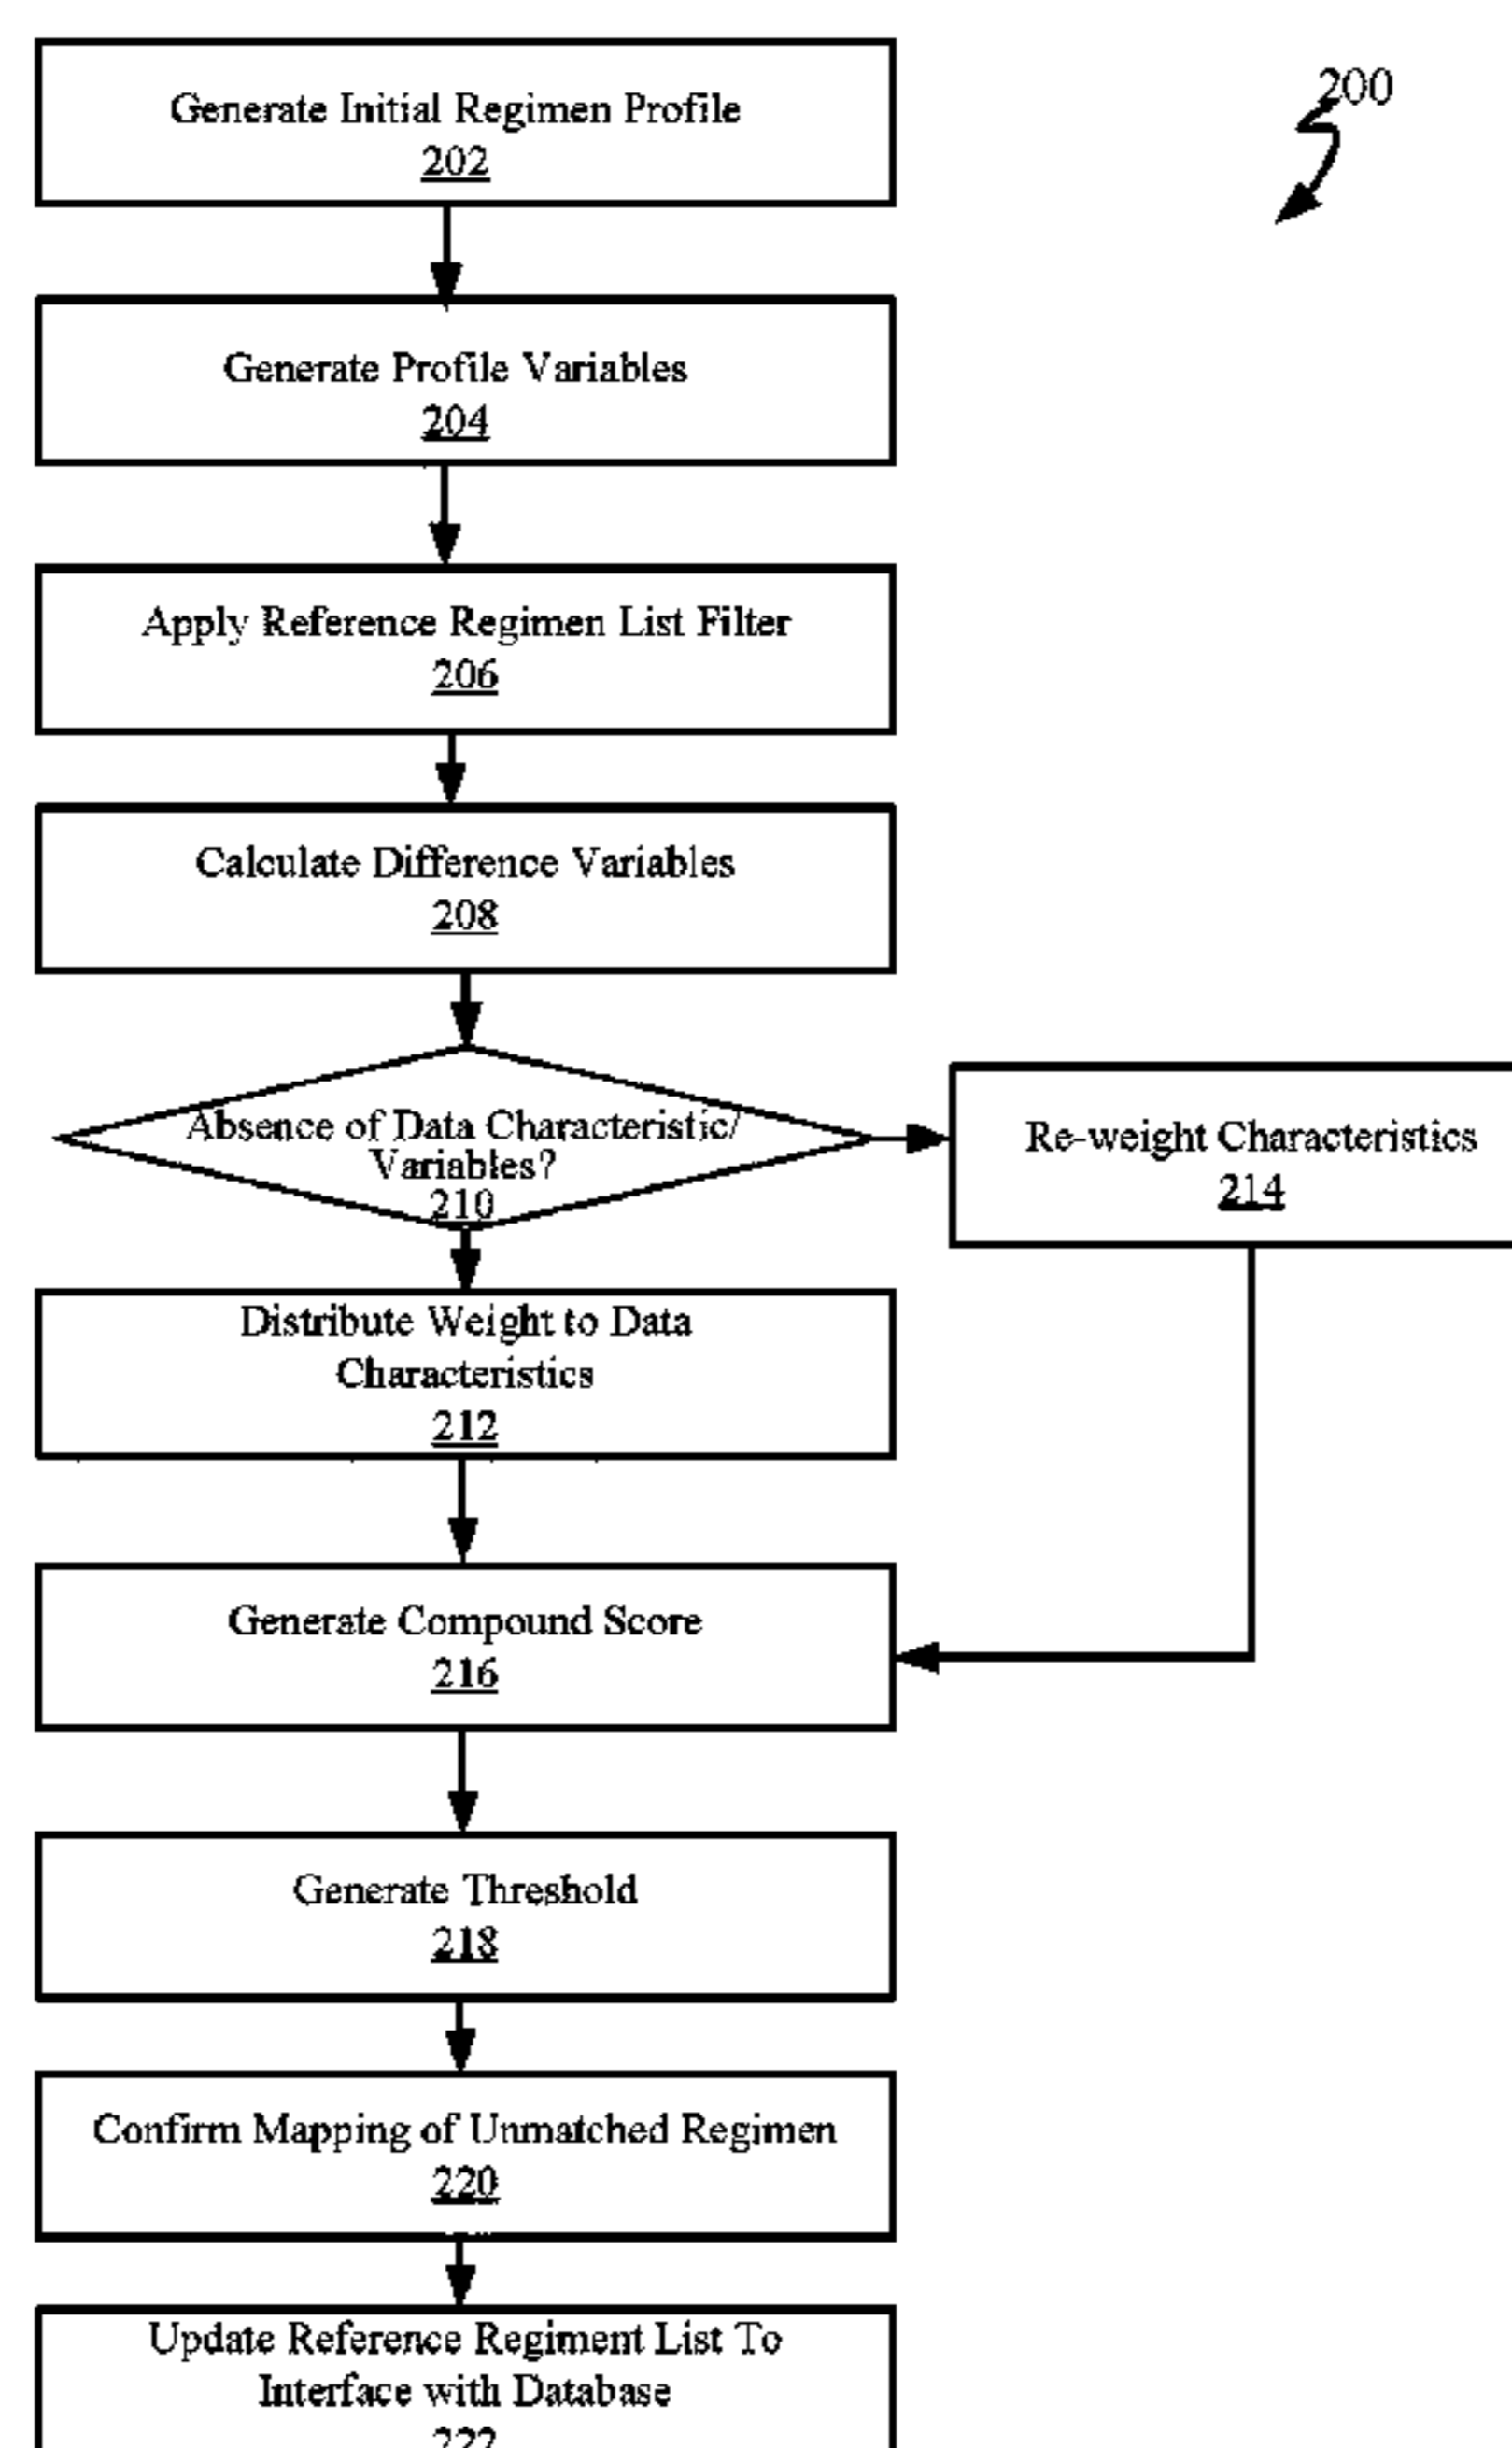 200
Generate Initial Regimen Profile
202
Generate Profile Variables
204
Apply Reference Regimen List Filter
206
Calculate Difference Variables
208
Absence of Data Characteristic/
Variables?
210
Re-weight Characteristics
214
Distribute Weight to Data
Characteristics
212
Generate Compound Score
216
Generate Threshold
218
Confirm Mapping of Unmatched Regimen
220
Update Reference Regiment List To
Interface with Database
222